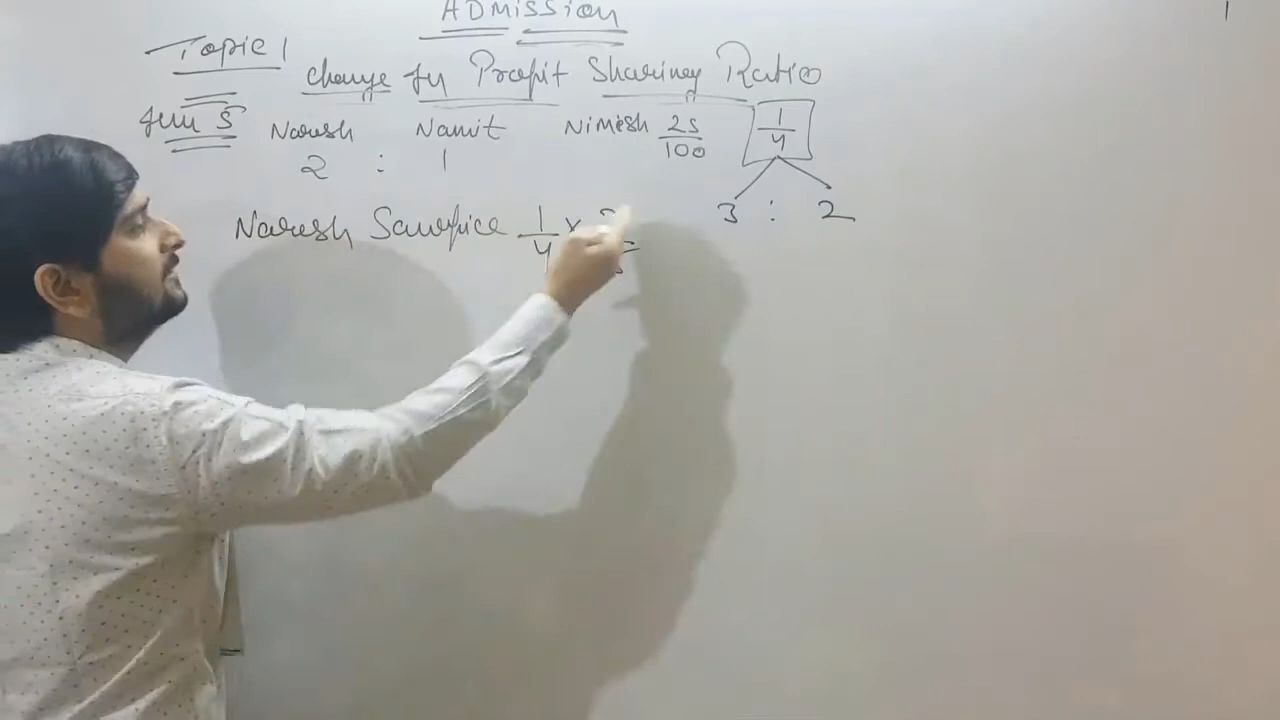 ADMISSION
Topic 1
Change in Profit Sharing Ratio
Naresh Namit Nimesh 25/100 1/4
2 : 1
3 : 2
Naresh Sacrifice 1/4 ×